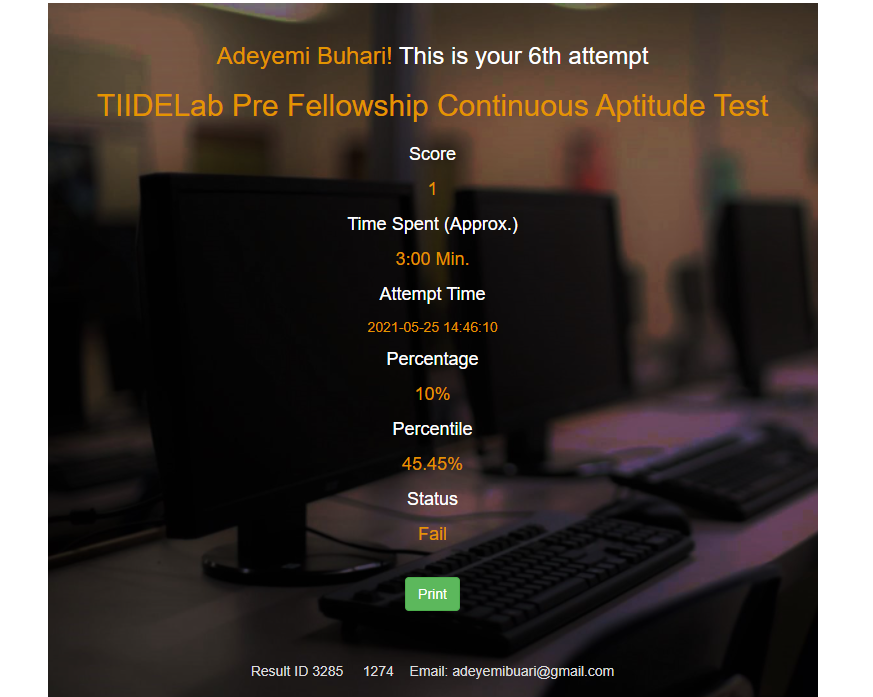 Adeyemi Buhari! This is your 6th attempt
TIIDELab Pre Fellowship Continuous Aptitude Test
Score
1
Time Spent (Approx.)
3:00 Min.
Attempt Time
2021-05-25 14:46:10
Percentage
10%
Percentile
45.45%
Status
Fail
Print
Result ID 3285 1274 Email: adeyemibuari@gmail.com